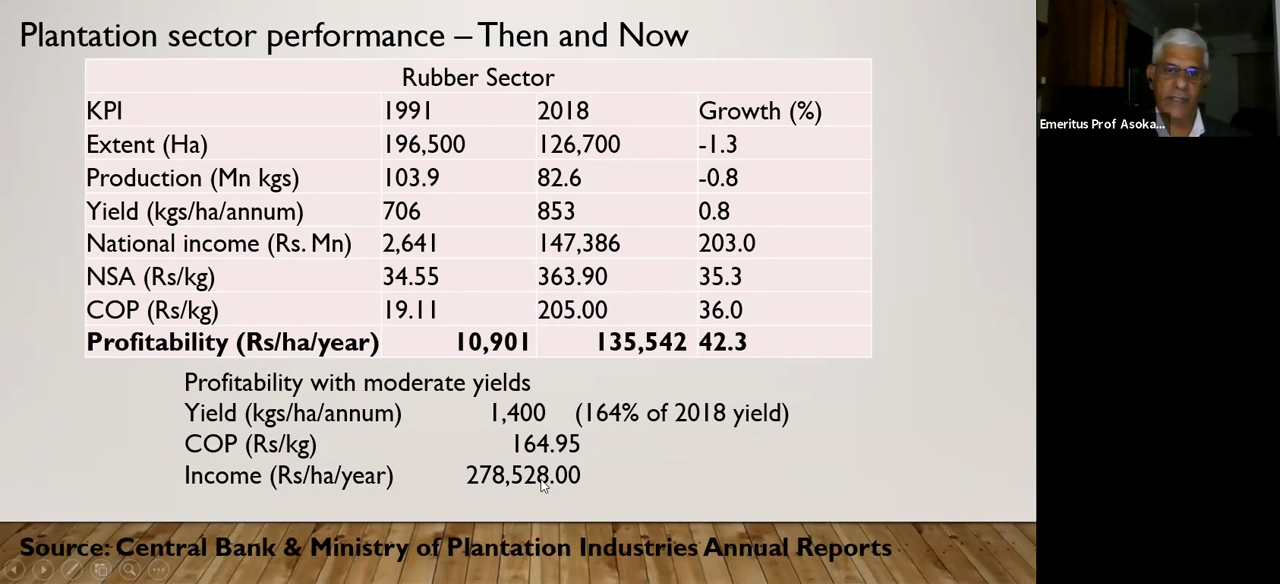 Plantation sector performance – Then and Now
Rubber Sector
KPI 1991 2018 Growth (%)
Extent (Ha) 196,500 126,700 -1.3
Production (Mn kgs) 103.9 82.6 -0.8
Yield (kgs/ha/annum) 706 853 0.8
National income (Rs. Mn) 2,641 147,386 203.0
NSA (Rs/kg) 34.55 363.90 35.3
COP (Rs/kg) 19.11 205.00 36.0
Profitability (Rs/ha/year) 10,901 135,542 42.3
Profitability with moderate yields
Yield (kgs/ha/annum) 1,400 (164% of 2018 yield)
COP (Rs/kg) 164.95
Income (Rs/ha/year) 278,528.00
Source: Central Bank & Ministry of Plantation Industries Annual Reports
Emeritus Prof Asoka...